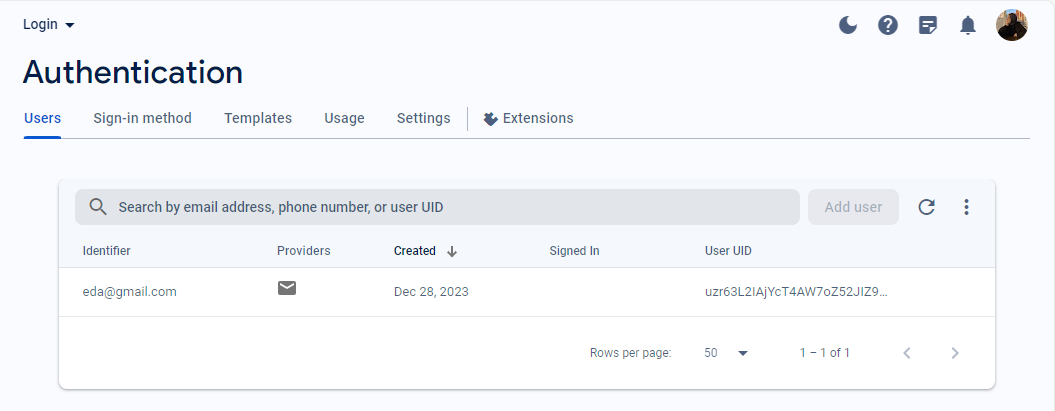 Login
Authentication
Users Sign-in method Templates Usage Settings Extensions
Search by email address, phone number, or user UID Add user
Identifier Providers Created Signed In User UID
eda@gmail.com Dec 28, 2023 uzr63L2IAjYcT4AW7oZ52JIZ9...
Rows per page: 50 1 – 1 of 1